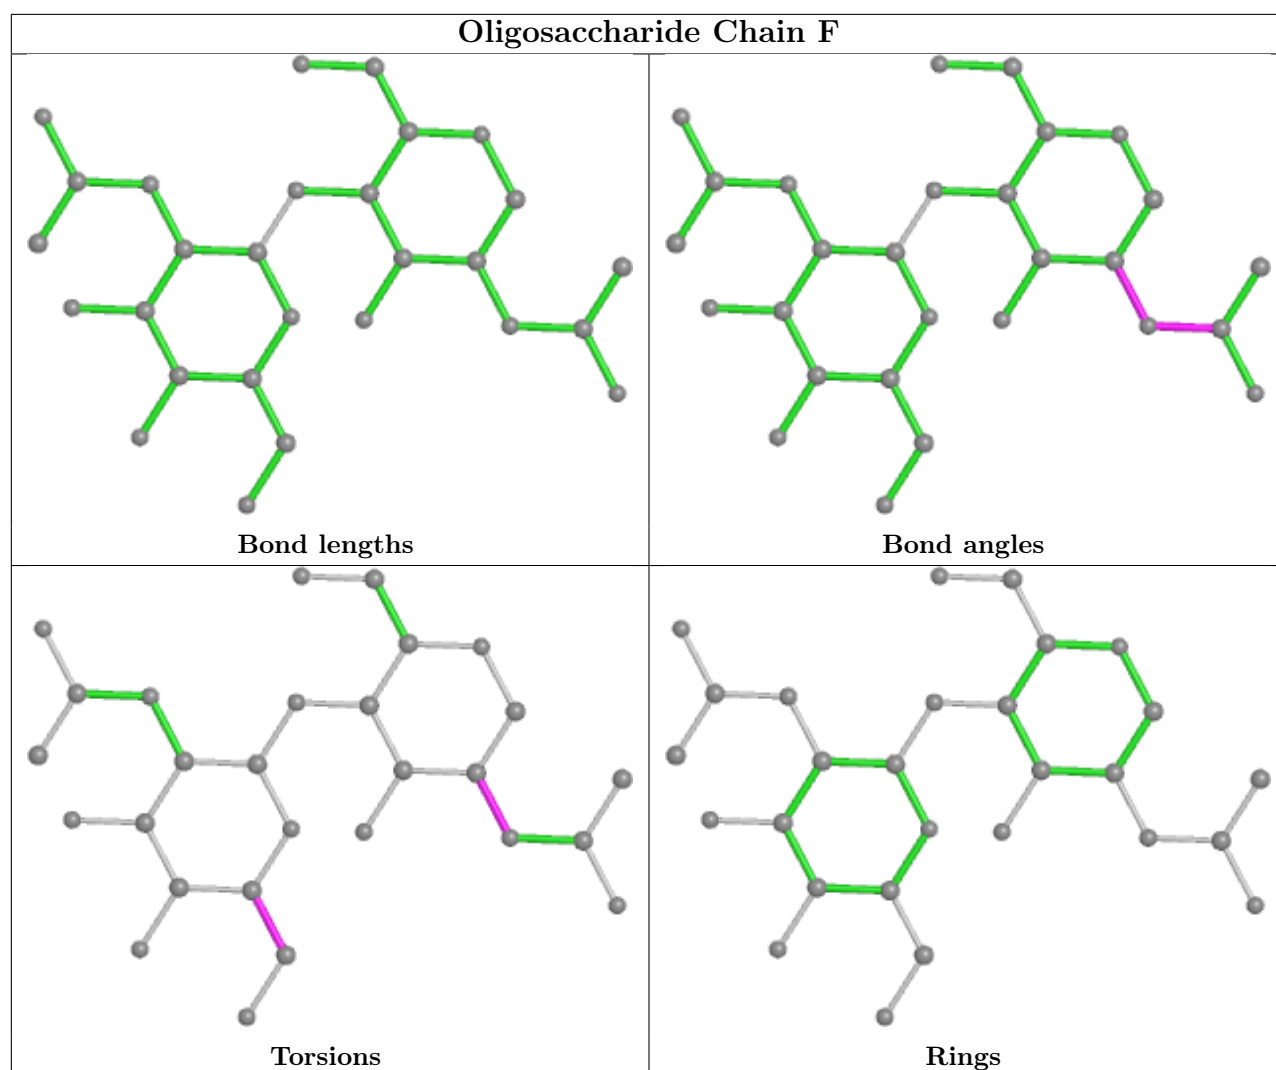 Oligosaccharide Chain F
Bond lengths
Bond angles
Torsions
Rings